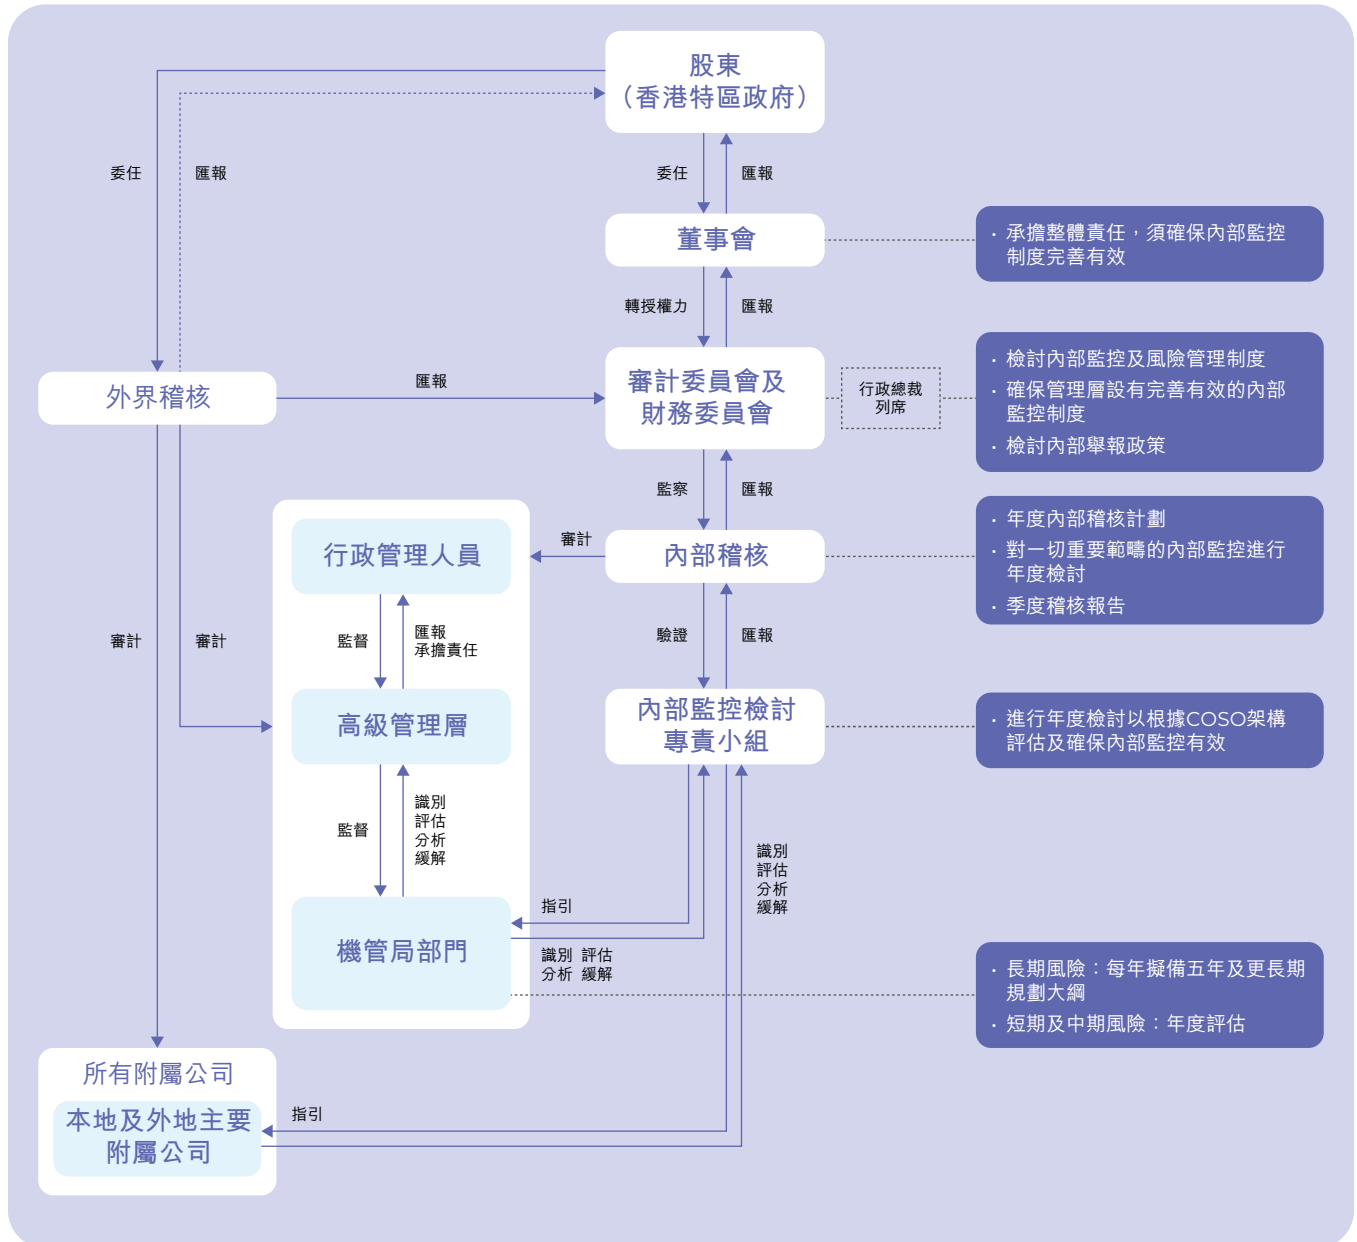 股東
（香港特區政府）
委任
匯報
委任
匯報
董事會
· 承擔整體責任，須確保內部監控
制度完善有效
轉授權力
匯報
外界稽核
匯報
審計委員會及
財務委員會
行政總裁
列席
· 檢討內部監控及風險管理制度
· 確保管理層設有完善有效的內部
監控制度
· 檢討內部舉報政策
監察
匯報
行政管理人員
審計
內部稽核
· 年度內部稽核計劃
· 對一切重要範疇的內部監控進行
年度檢討
· 季度稽核報告
審計
審計
監督
匯報
承擔責任
驗證
匯報
高級管理層
內部監控檢討
專責小組
· 進行年度檢討以根據COSO架構
評估及確保內部監控有效
監督
識別
評估
分析
緩解
識別
評估
分析
緩解
機管局部門
指引
識別 評估
分析 緩解
· 長期風險：每年擬備五年及更長期
規劃大綱
· 短期及中期風險：年度評估
所有附屬公司
本地及外地主要
附屬公司
指引